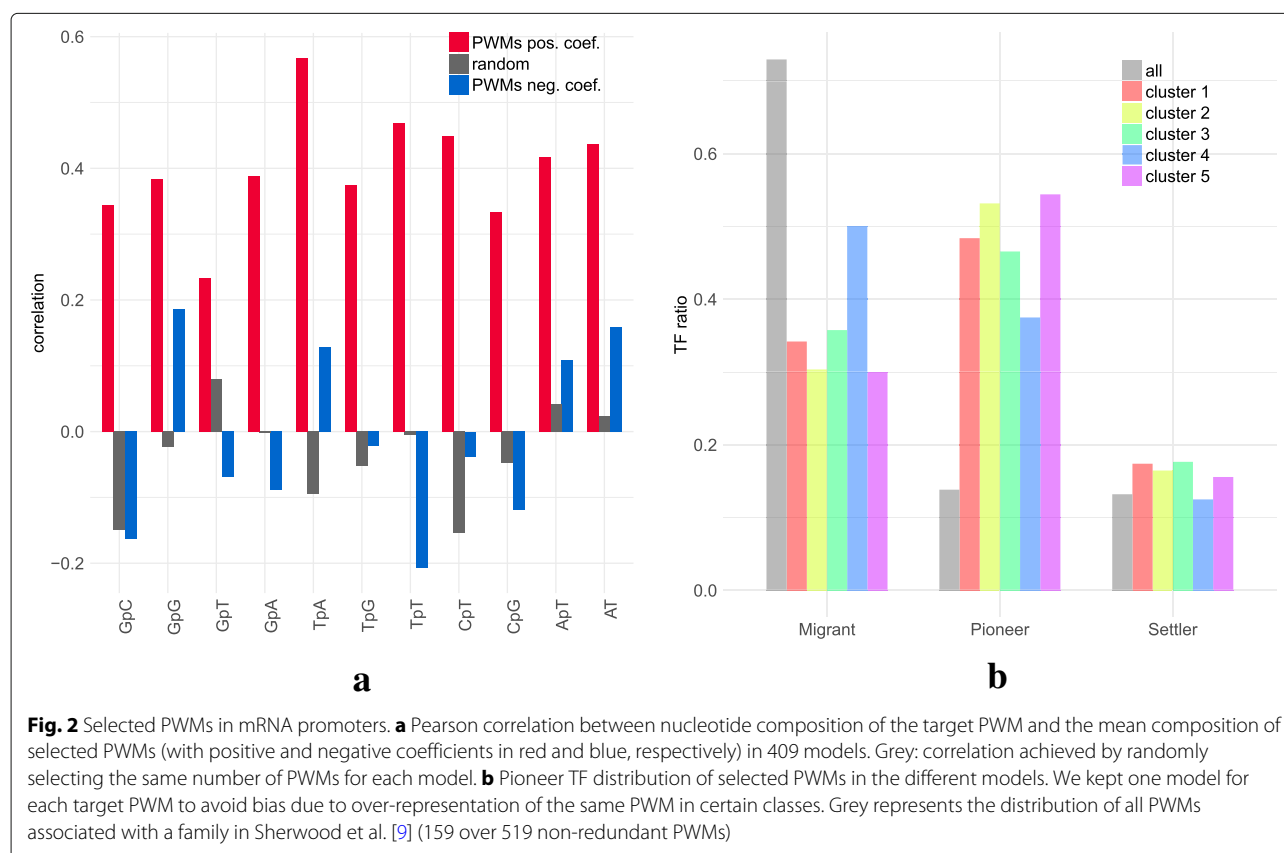 0.6
0.4
0.2
0.0
−0.2
correlation
PWMs pos. coef.
random
PWMs neg. coef.
GpC
GpG
GpT
GpA
TpA
TpG
TpT
CpT
CpG
ApT
AT
a
0.6
0.4
0.2
0.0
TF ratio
all
cluster 1
cluster 2
cluster 3
cluster 4
cluster 5
Migrant
Pioneer
Settler
b
Fig. 2 Selected PWMs in mRNA promoters. a Pearson correlation between nucleotide composition of the target PWM and the mean composition of
selected PWMs (with positive and negative coefficients in red and blue, respectively) in 409 models. Grey: correlation achieved by randomly
selecting the same number of PWMs for each model. b Pioneer TF distribution of selected PWMs in the different models. We kept one model for
each target PWM to avoid bias due to over-representation of the same PWM in certain classes. Grey represents the distribution of all PWMs
associated with a family in Sherwood et al. [9] (159 over 519 non-redundant PWMs)